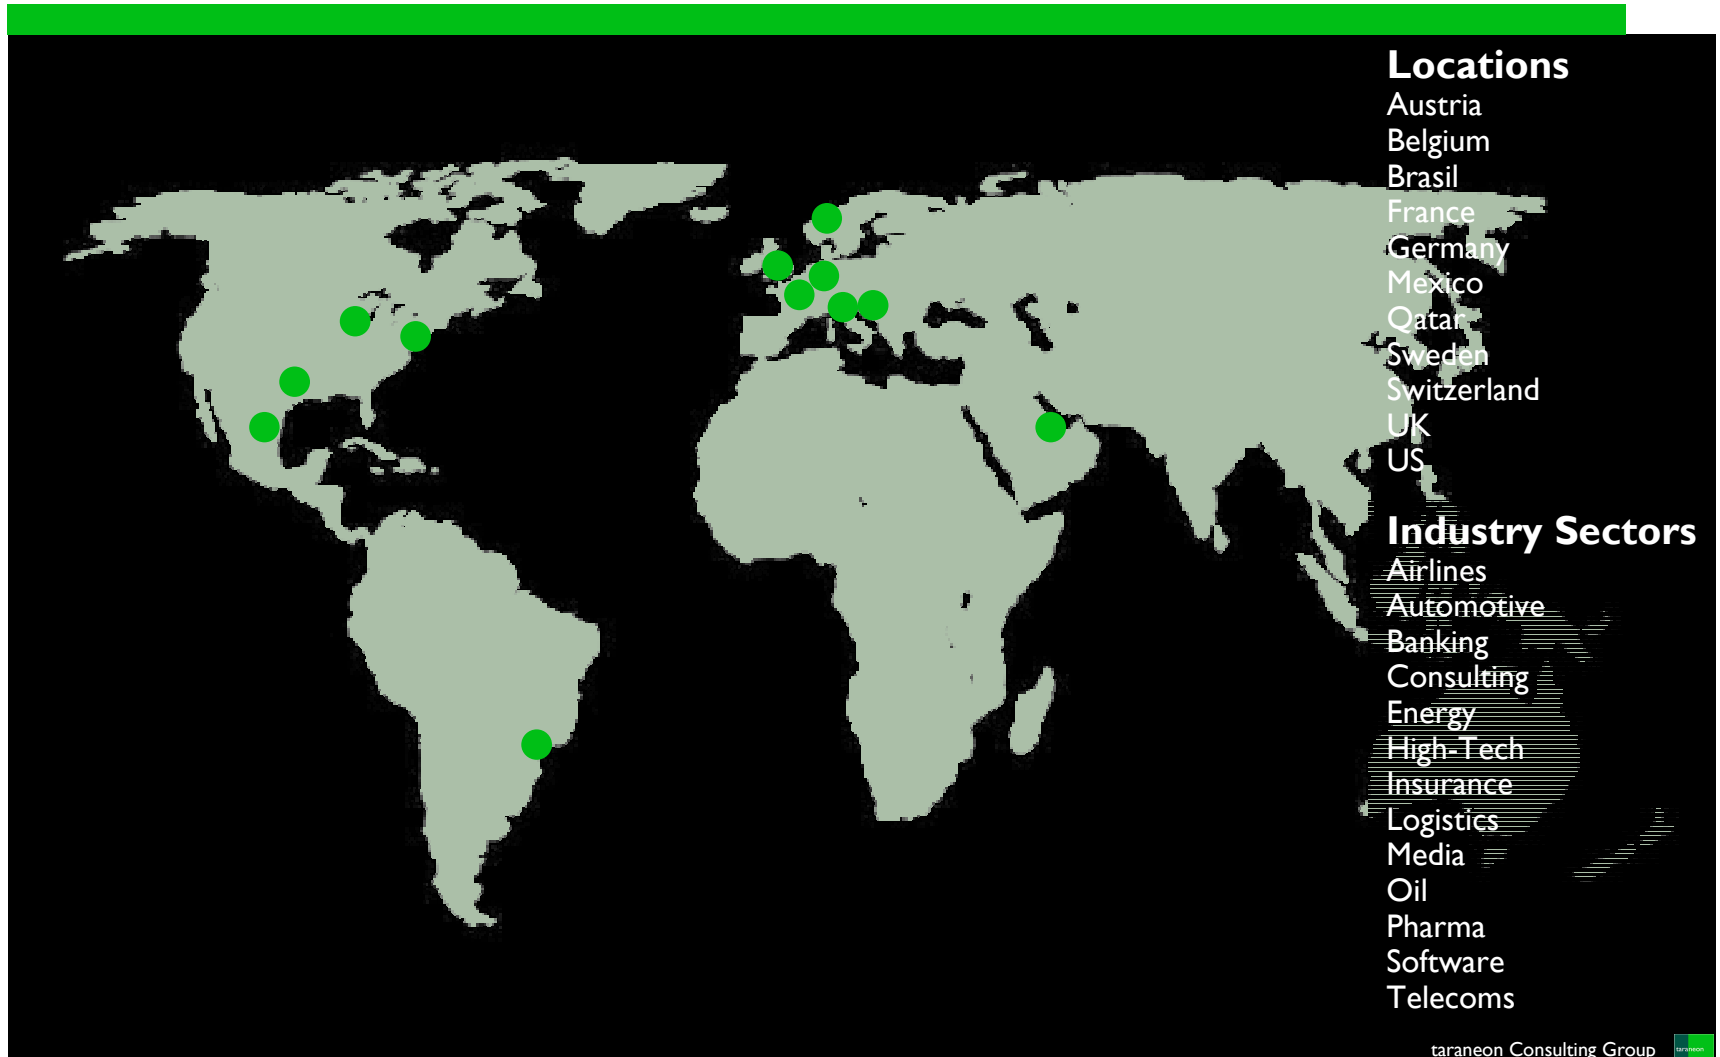 Locations
Austria
Belgium
Brasil
France
Germany
Mexico
Qatar
Sweden
Switzerland
UK
US
Industry Sectors
Airlines
Automotive
Banking
Consulting
Energy
High-Tech
Insurance
Logistics
Media
Oil
Pharma
Software
Telecoms
taraneon Consulting Group
taraneon